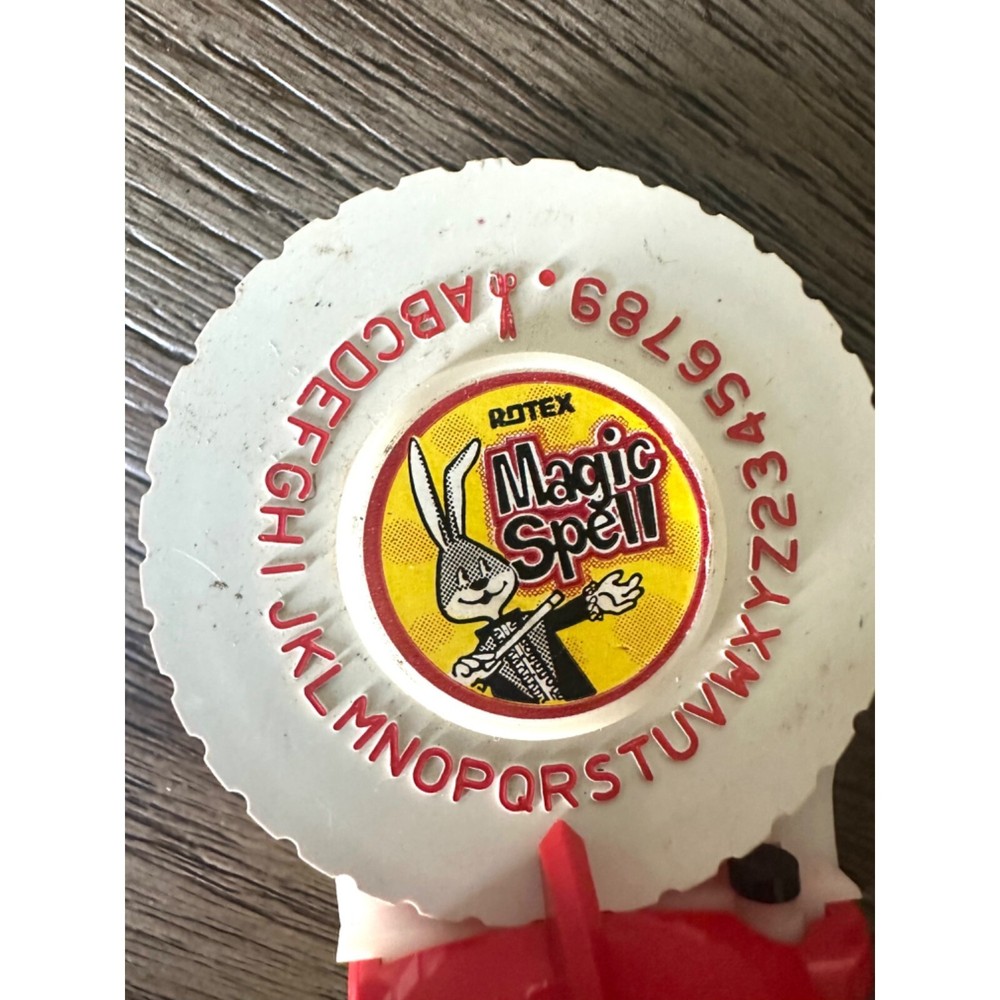 ROTEX
Magic
Spell
ABCDEFGHIJKLMNOPQRSTUVWXYZ23456789.